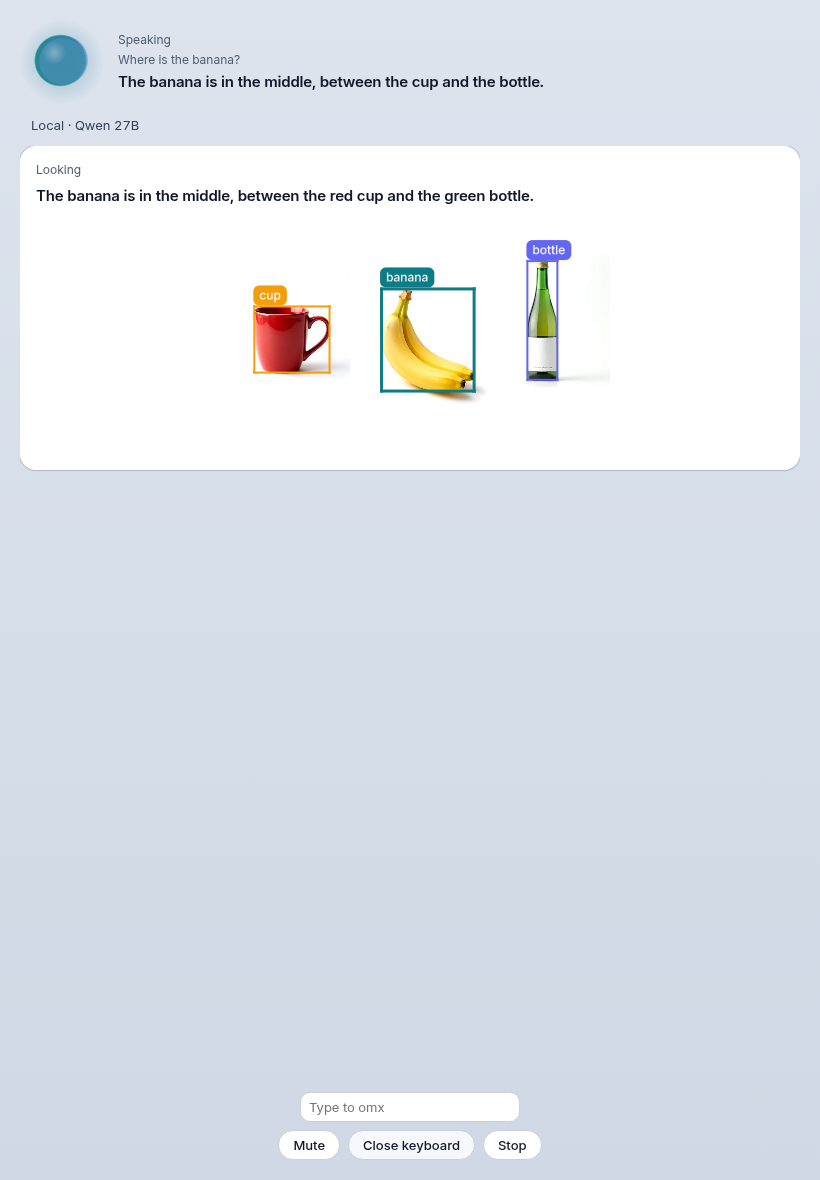 Speaking
Where is the banana?
The banana is in the middle, between the cup and the bottle.
Local · Qwen 27B
Looking
The banana is in the middle, between the red cup and the green bottle.
bottle
banana
cup
Type to omx
Mute
Close keyboard
Stop